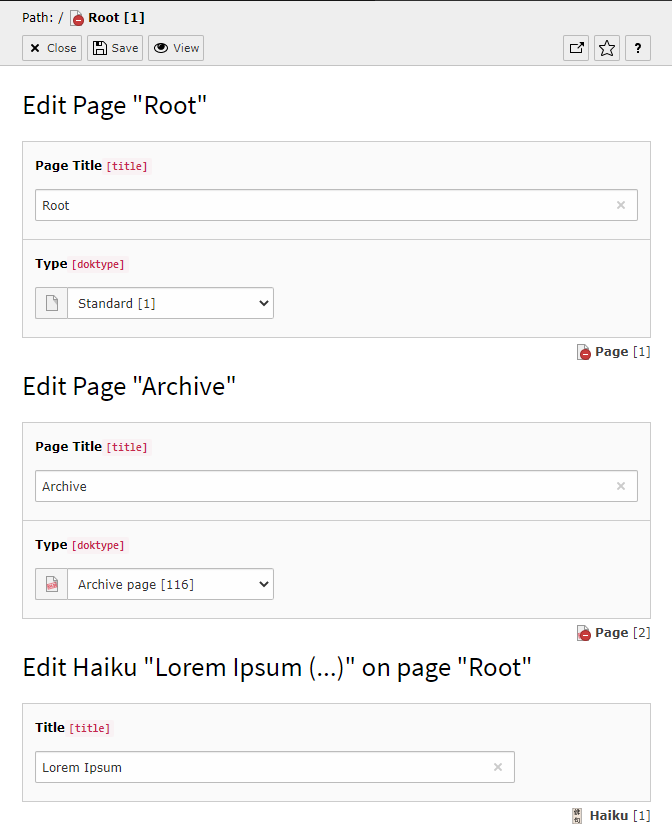 Path: / Root [1]
× Close Save View ?
Edit Page "Root"
Page Title [title]
Root ×
Type [doktype]
Standard [1]
Page [1]
Edit Page "Archive"
Page Title [title]
Archive ×
Type [doktype]
Archive page [116]
Page [2]
Edit Haiku "Lorem Ipsum (...)" on page "Root"
Title [title]
Lorem Ipsum ×
俳句 Haiku [1]